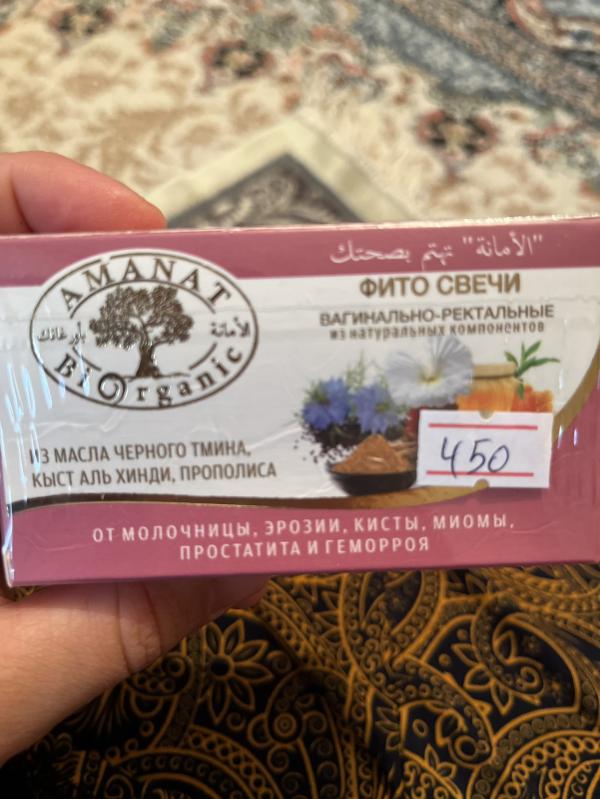 "الأمانة" تهتم بصحتك
AMANAT
الأمانة
BiOrganic
ФИТО СВЕЧИ
ВАГИНАЛЬНО-РЕКТАЛЬНЫЕ
из натуральных компонентов
ИЗ МАСЛА ЧЕРНОГО ТМИНА,
КЫСТ АЛЬ ХИНДИ, ПРОПОЛИСА
450
ОТ МОЛОЧНИЦЫ, ЭРОЗИИ, КИСТЫ, МИОМЫ,
ПРОСТАТИТА И ГЕМОРРОЯ